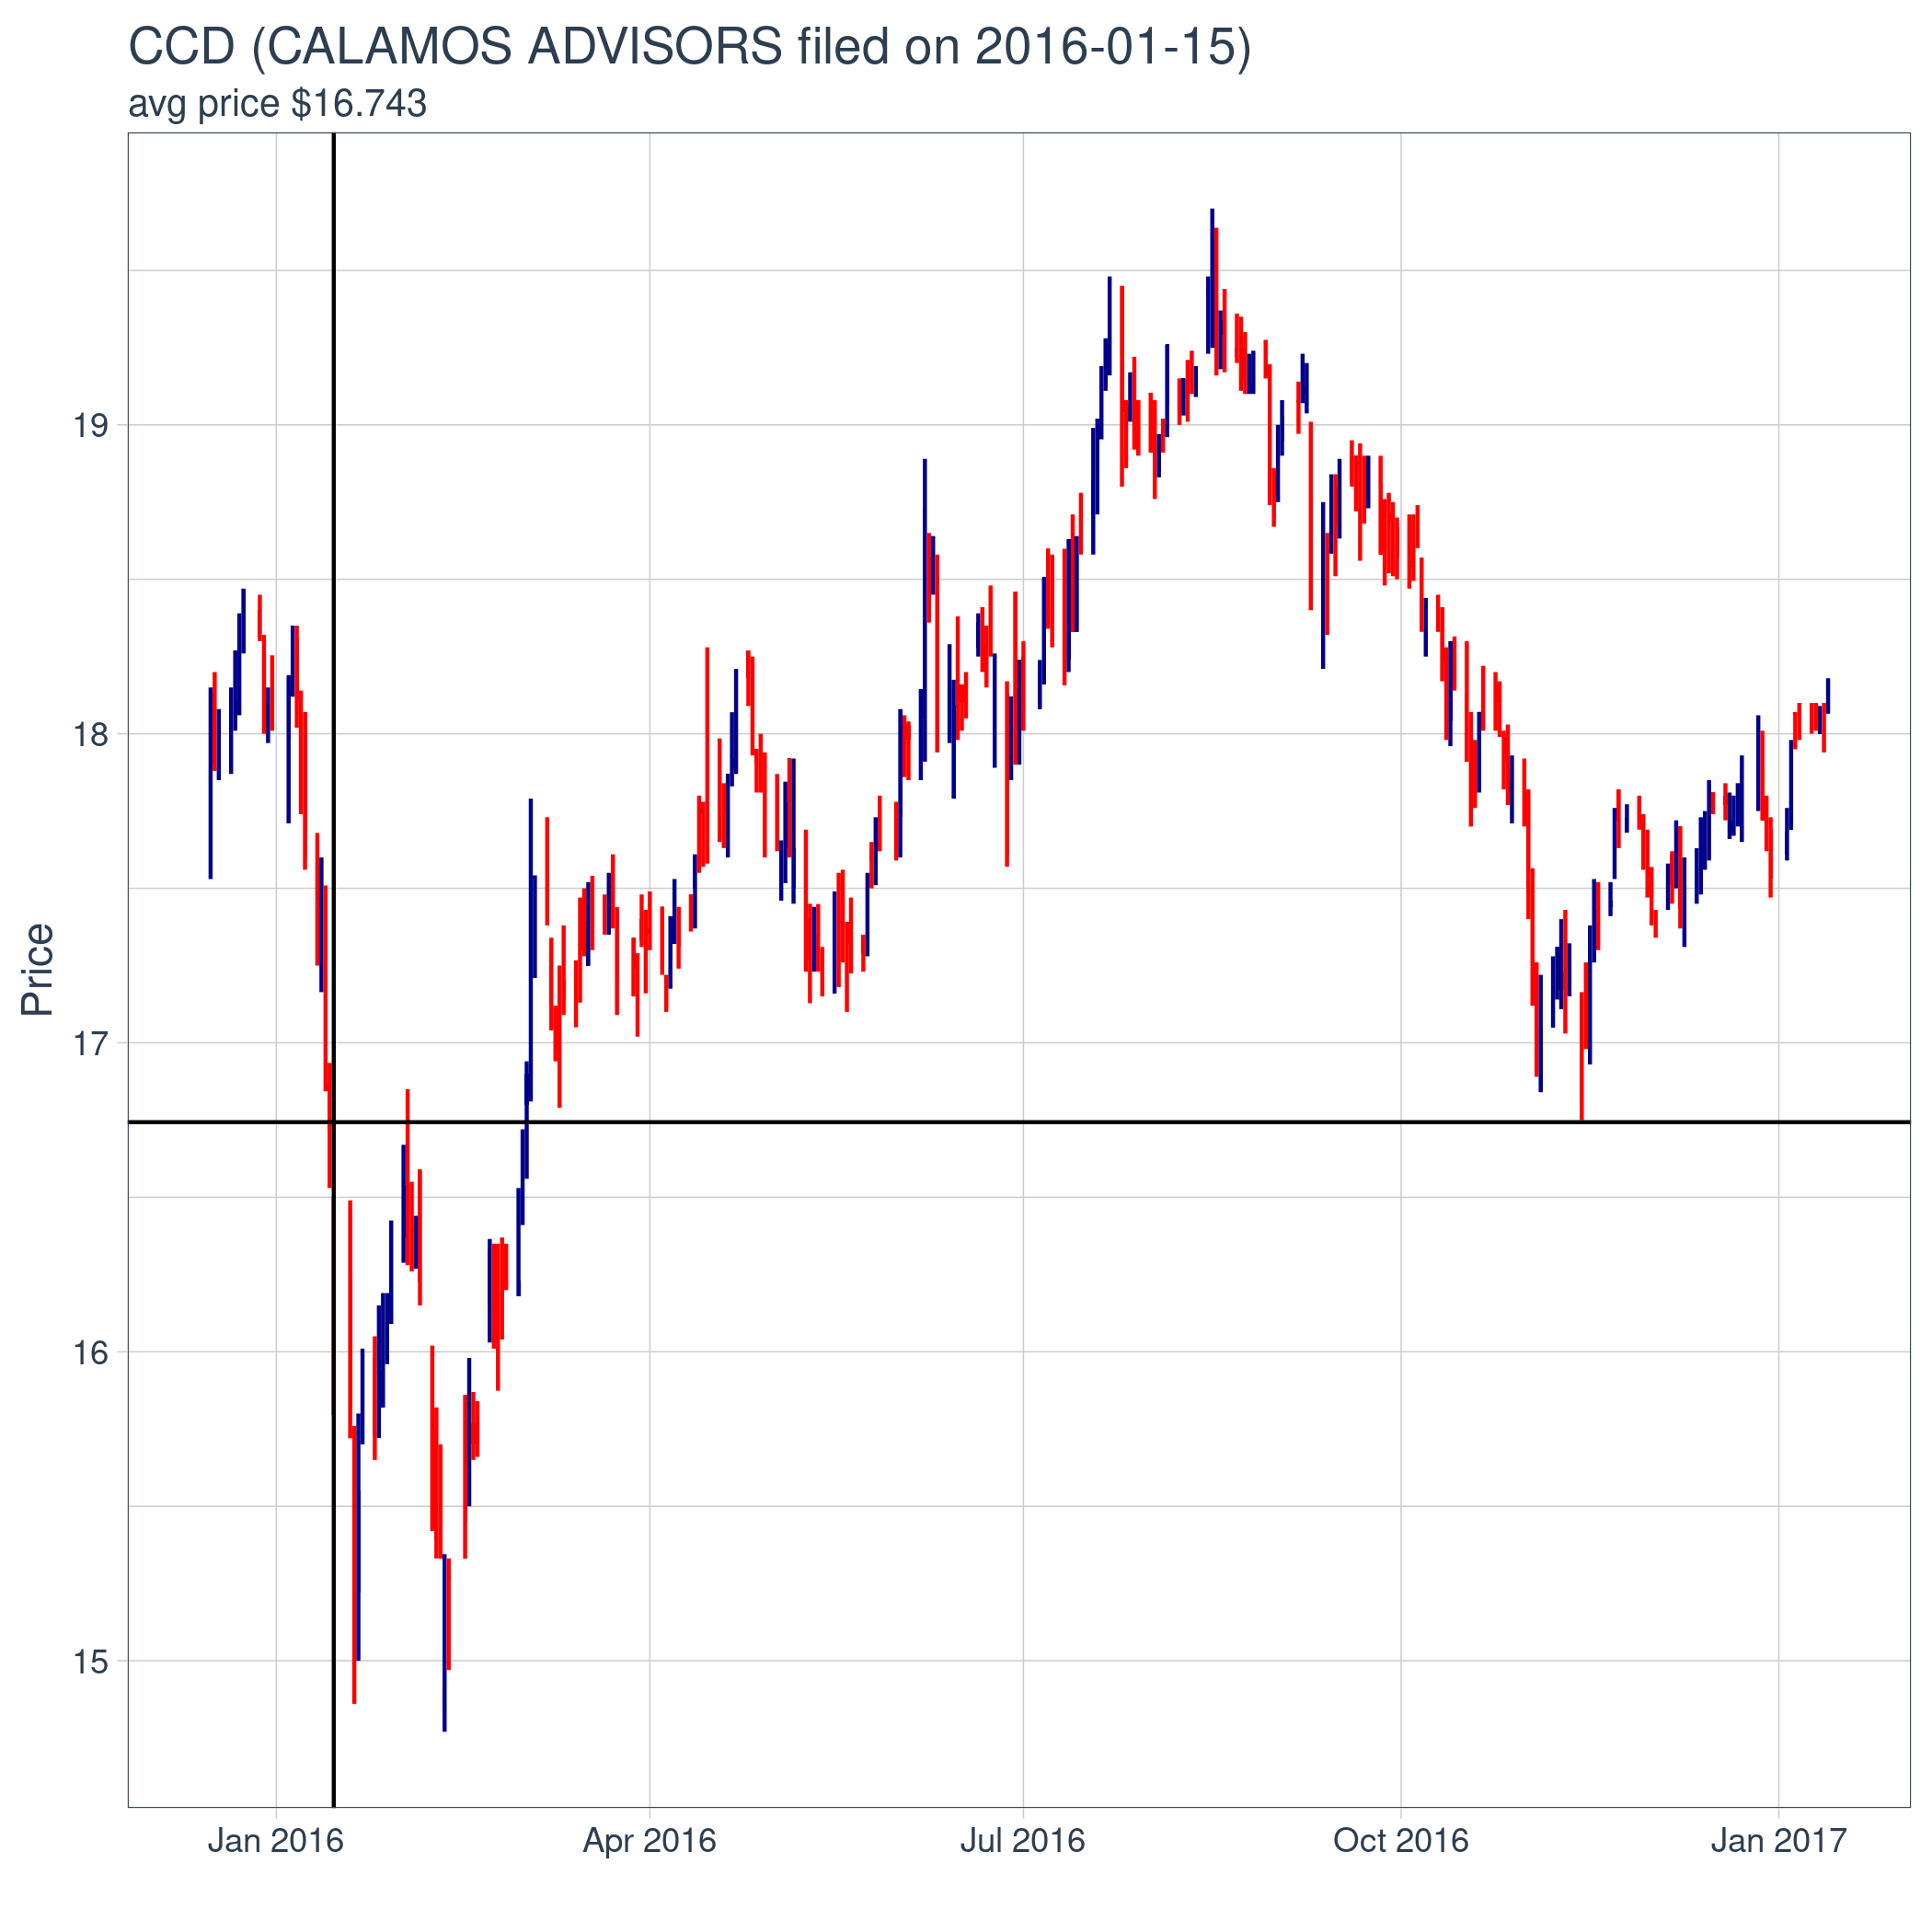 CCD (CALAMOS ADVISORS filed on 2016-01-15)
avg price $16.743
Price
19
18
17
16
15
Jan 2016
Apr 2016
Jul 2016
Oct 2016
Jan 2017